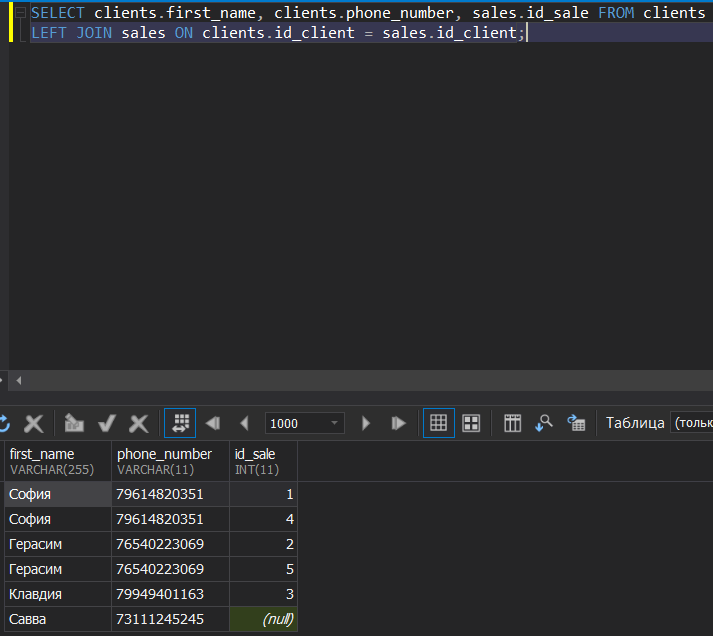 SELECT clients.first_name, clients.phone_number, sales.id_sale FROM clients
LEFT JOIN sales ON clients.id_client = sales.id_client;
1000 Таблица (толь
first_name phone_number id_sale
VARCHAR(255) VARCHAR(11) INT(11)
София 79614820351 1
София 79614820351 4
Герасим 76540223069 2
Герасим 76540223069 5
Клавдия 79949401163 3
Савва 73111245245 (null)